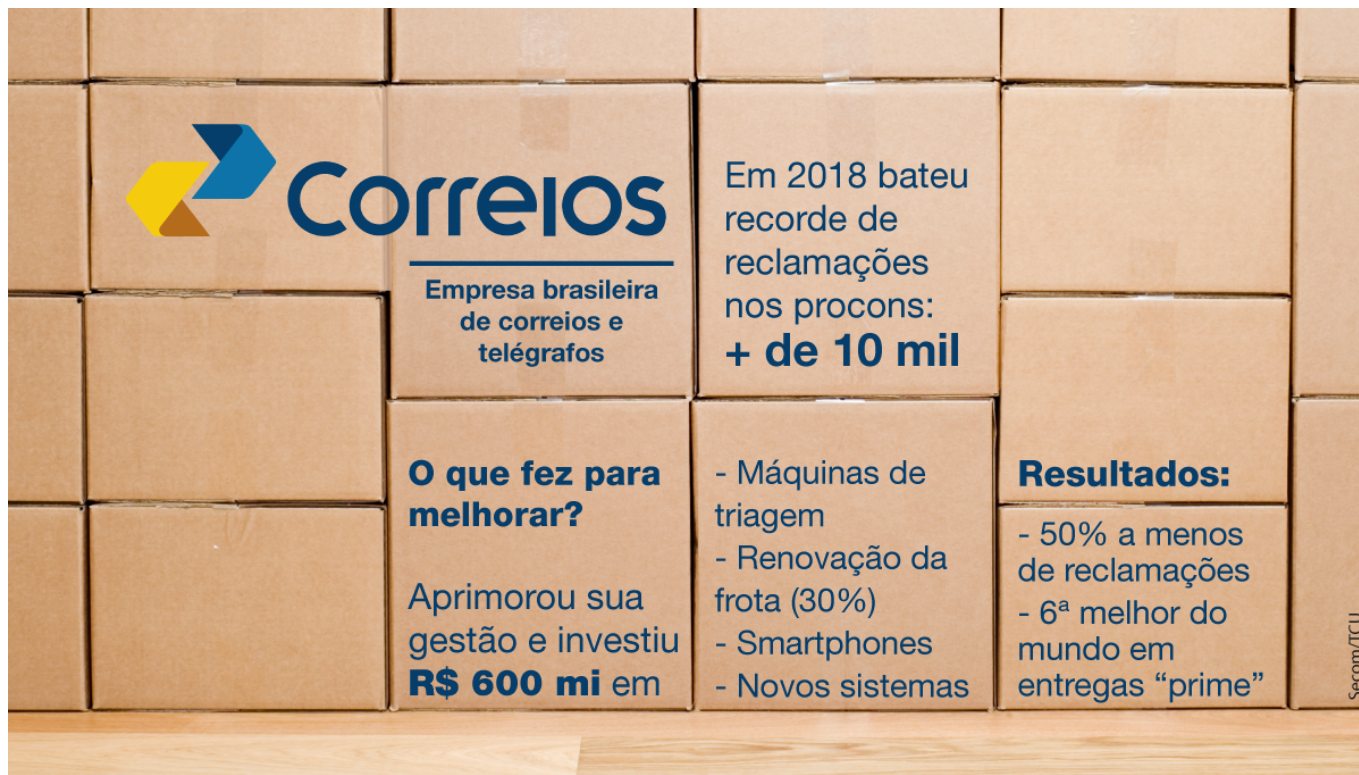 Correios
Empresa brasileira
de correios e
telégrafos
Em 2018 bateu
recorde de
reclamações
nos procons:
+ de 10 mil
O que fez para
melhorar?
Aprimorou sua
gestão e investiu
R$ 600 mi em
- Máquinas de
triagem
- Renovação da
frota (30%)
- Smartphones
- Novos sistemas
Resultados:
- 50% a menos
de reclamações
- 6ª melhor do
mundo em
entregas “prime”
Secom/TCU